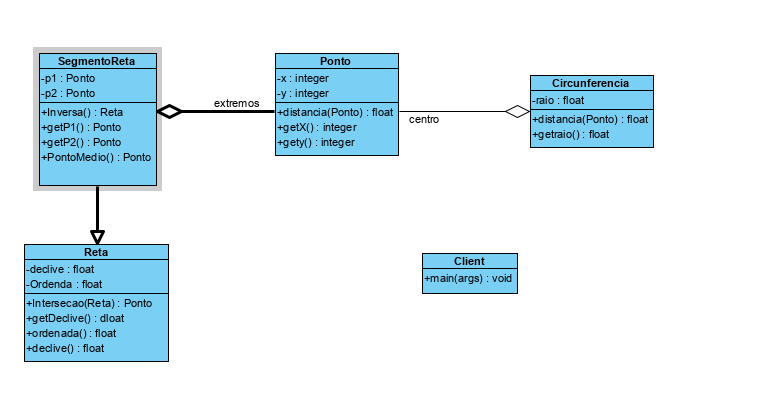 SegmentoReta
-p1 : Ponto
-p2 : Ponto
+Inversa() : Reta
+getP1() : Ponto
+getP2() : Ponto
+PontoMedio() : Ponto
extremos
Ponto
-x : integer
-y : integer
+distancia(Ponto) : float
+getX() : integer
+gety() : integer
centro
Circunferencia
-raio : float
+distancia(Ponto) : float
+getraio() : float
Reta
-declive : float
-Ordenda : float
+Intersecao(Reta) : Ponto
+getDeclive() : dloat
+ordenada() : float
+declive() : float
Client
+main(args) : void